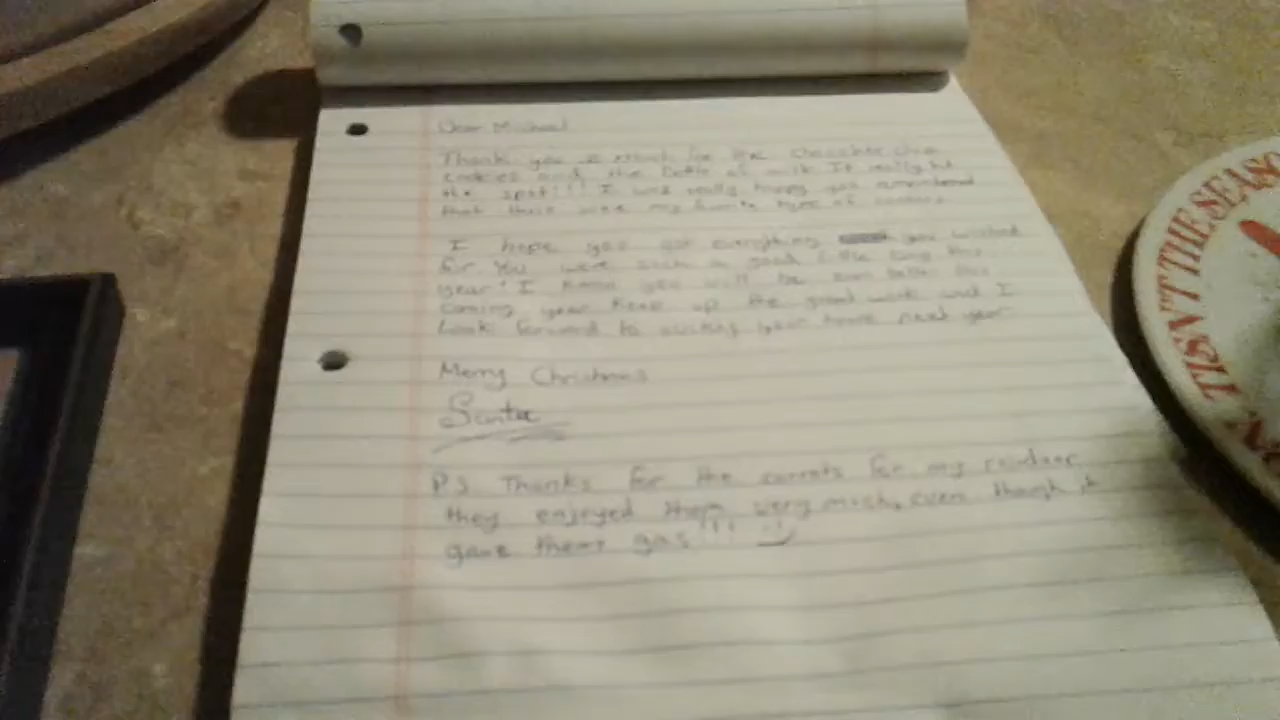 Dear Michael
Thank you so much for the chocolate chip
cookies and the bottle of milk. It really hit
the spot!!! I was really happy you remembered
that those were my favorite type of cookies.
I hope you got everything you wished
for. You were such a good little boy this
year! I know you will be even better this
coming year. Keep up the good work and I
look forward to visiting your home next year
Merry Christmas
Santa
P.S Thanks for the carrots for my reindeer
they enjoyed them very much, even though it
gave them gas!!!
TISN'T THE SEASO